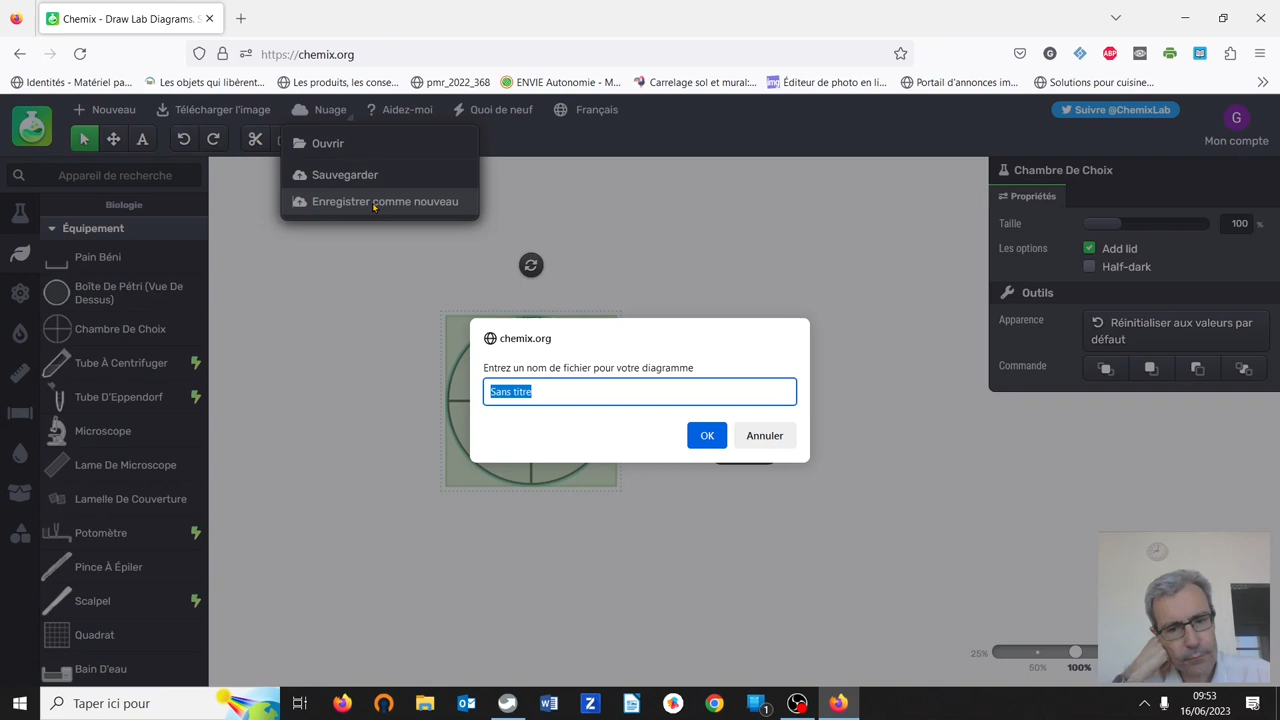 Chemix - Draw Lab Diagrams. S
https://chemix.org
ABP
Identités - Matériel pa...
Les objets qui libèrent...
Les produits, les conse...
pmr_2022_368
ENVIE Autonomie - M...
Carrelage sol et mural:...
Éditeur de photo en li...
Portail d'annonces im...
Solutions pour cuisine...
Nouveau
Télécharger l'image
Nuage
Aidez-moi
Quoi de neuf
Français
Suivre @ChemixLab
G
Mon compte
Ouvrir
Sauvegarder
Enregistrer comme nouveau
Appareil de recherche
Biologie
Équipement
Pain Béni
Boîte De Pétri (Vue De
Dessus)
Chambre De Choix
Tube À Centrifuger
Tube D'Eppendorf
Microscope
Lame De Microscope
Lamelle De Couverture
Potomètre
Pince À Épiler
Scalpel
Quadrat
Bain D'eau
chemix.org
Entrez un nom de fichier pour votre diagramme
Sans titre
OK
Annuler
Chambre De Choix
Propriétés
Taille
100 %
Les options
Add lid
Half-dark
Outils
Apparence
Réinitialiser aux valeurs par
défaut
Commande
25%
50%
100%
Taper ici pour
1
09:53
16/06/2023